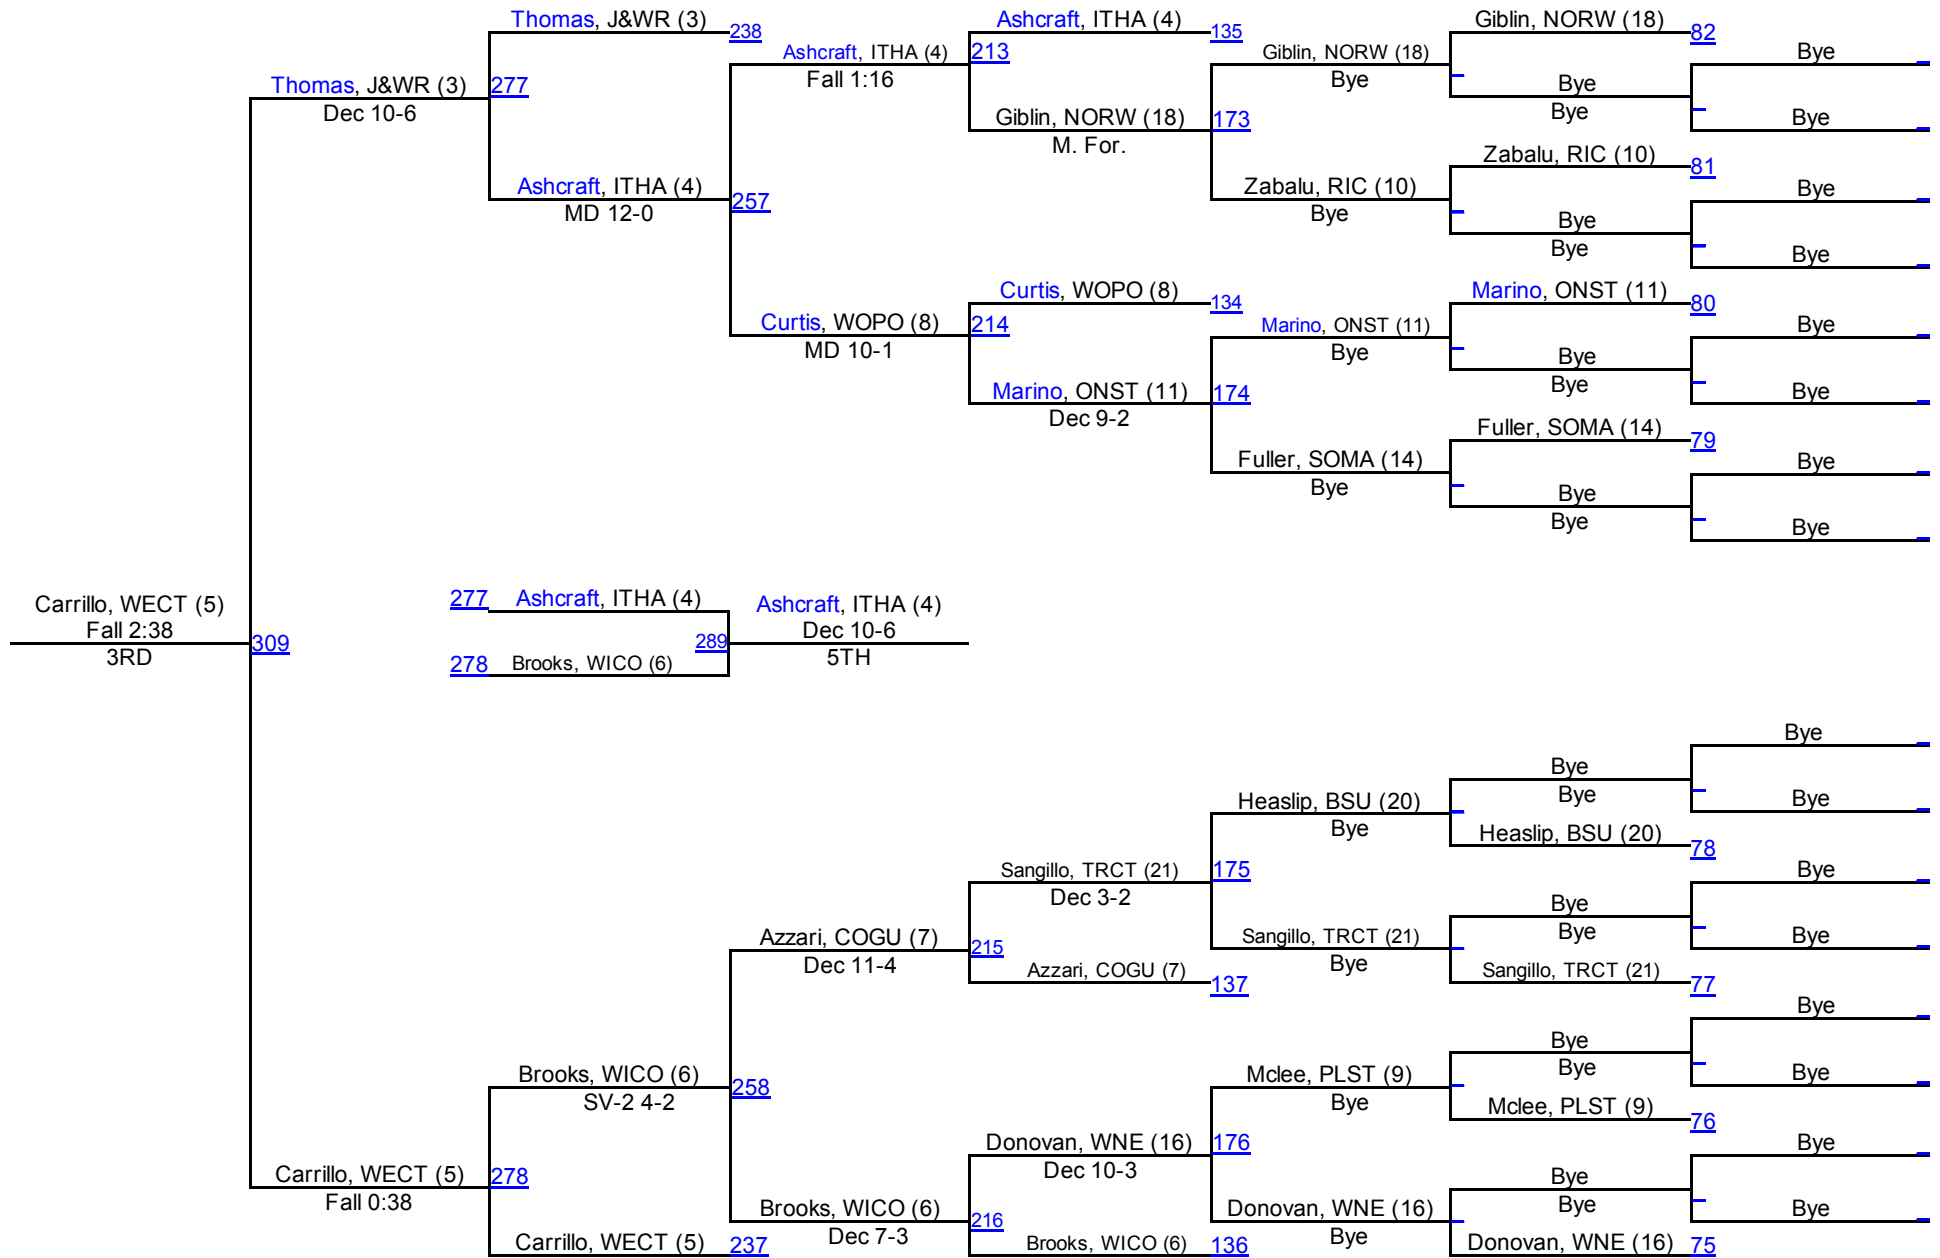 Thomas, J&WR (3)
238
Ashcraft, ITHA (4)
135
Giblin, NORW (18)
82
Bye
Ashcraft, ITHA (4)
213
Fall 1:16
Giblin, NORW (18)
Bye
Bye
Bye
Thomas, J&WR (3)
277
Dec 10-6
Giblin, NORW (18)
173
M. For.
Bye
Zabalu, RIC (10)
81
Ashcraft, ITHA (4)
257
MD 12-0
Zabalu, RIC (10)
Bye
Bye
Bye
Bye
Bye
Curtis, WOPO (8)
134
Marino, ONST (11)
80
Curtis, WOPO (8)
214
MD 10-1
Marino, ONST (11)
Bye
Bye
Bye
Bye
Marino, ONST (11)
174
Dec 9-2
Bye
Fuller, SOMA (14)
79
Fuller, SOMA (14)
Bye
Bye
Bye
Bye
Bye
Carrillo, WECT (5)
Fall 2:38
309
3RD
277
Ashcraft, ITHA (4)
Ashcraft, ITHA (4)
Dec 10-6
289
5TH
278
Brooks, WICO (6)
Bye
Bye
Bye
Bye
Heaslip, BSU (20)
Bye
Heaslip, BSU (20)
78
Sangillo, TRCT (21)
175
Dec 3-2
Bye
Bye
Bye
Bye
Azzari, COGU (7)
215
Dec 11-4
Sangillo, TRCT (21)
Bye
Azzari, COGU (7)
137
Sangillo, TRCT (21)
77
Bye
Bye
Bye
Bye
Brooks, WICO (6)
258
SV-2 4-2
Mclee, PLST (9)
Bye
Mclee, PLST (9)
76
Donovan, WNE (16)
176
Dec 10-3
Bye
Bye
Bye
Bye
Carrillo, WECT (5)
278
Fall 0:38
Brooks, WICO (6)
216
Dec 7-3
Donovan, WNE (16)
Bye
Carrillo, WECT (5)
237
Brooks, WICO (6)
136
Donovan, WNE (16)
75